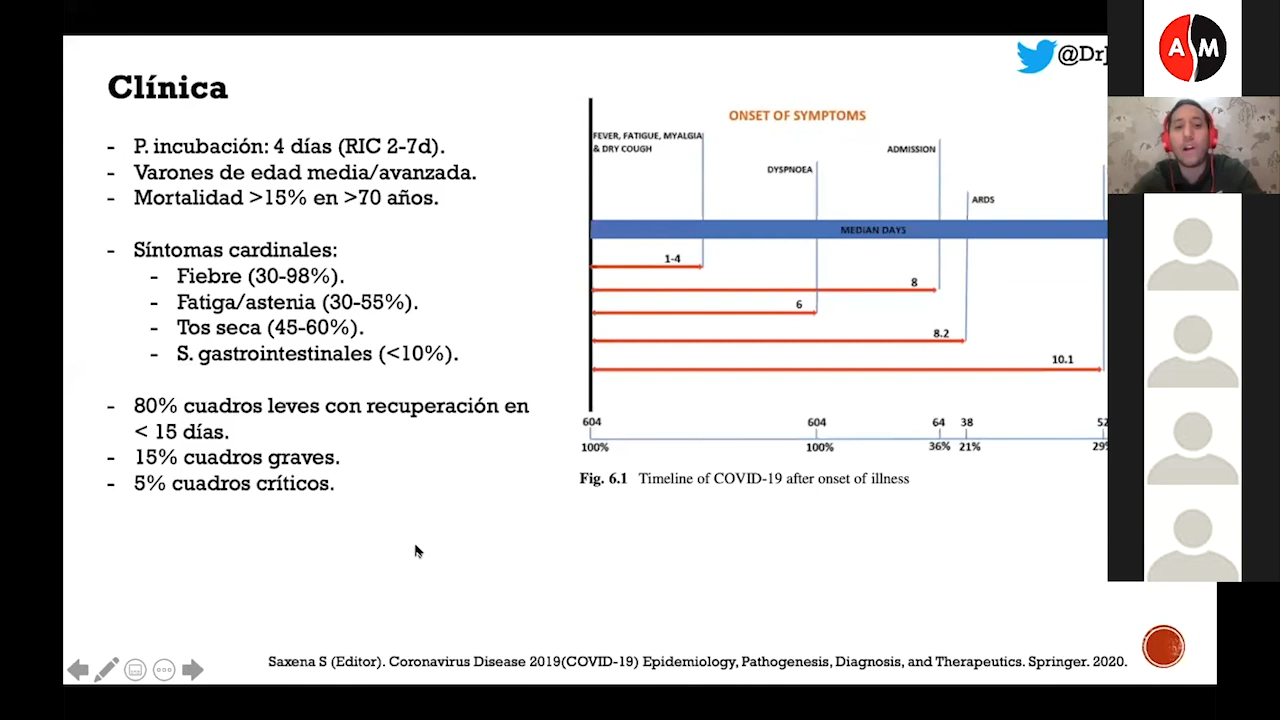 @DrJ
A M
Clínica
- P. incubación: 4 días (RIC 2-7d).
- Varones de edad media/avanzada.
- Mortalidad >15% en >70 años.
- Síntomas cardinales:
- Fiebre (30-98%).
- Fatiga/astenia (30-55%).
- Tos seca (45-60%).
- S. gastrointestinales (<10%).
- 80% cuadros leves con recuperación en
< 15 días.
- 15% cuadros graves.
- 5% cuadros críticos.
ONSET OF SYMPTOMS
FEVER, FATIGUE, MYALGIA
& DRY COUGH
ADMISSION
DYSPNOEA
ARDS
MEDIAN DAYS
1-4
8
6
8.2
10.1
604 604 64 38 52
100% 100% 36% 21% 29%
Fig. 6.1 Timeline of COVID-19 after onset of illness
Saxena S (Editor). Coronavirus Disease 2019(COVID-19) Epidemiology, Pathogenesis, Diagnosis, and Therapeutics. Springer. 2020.